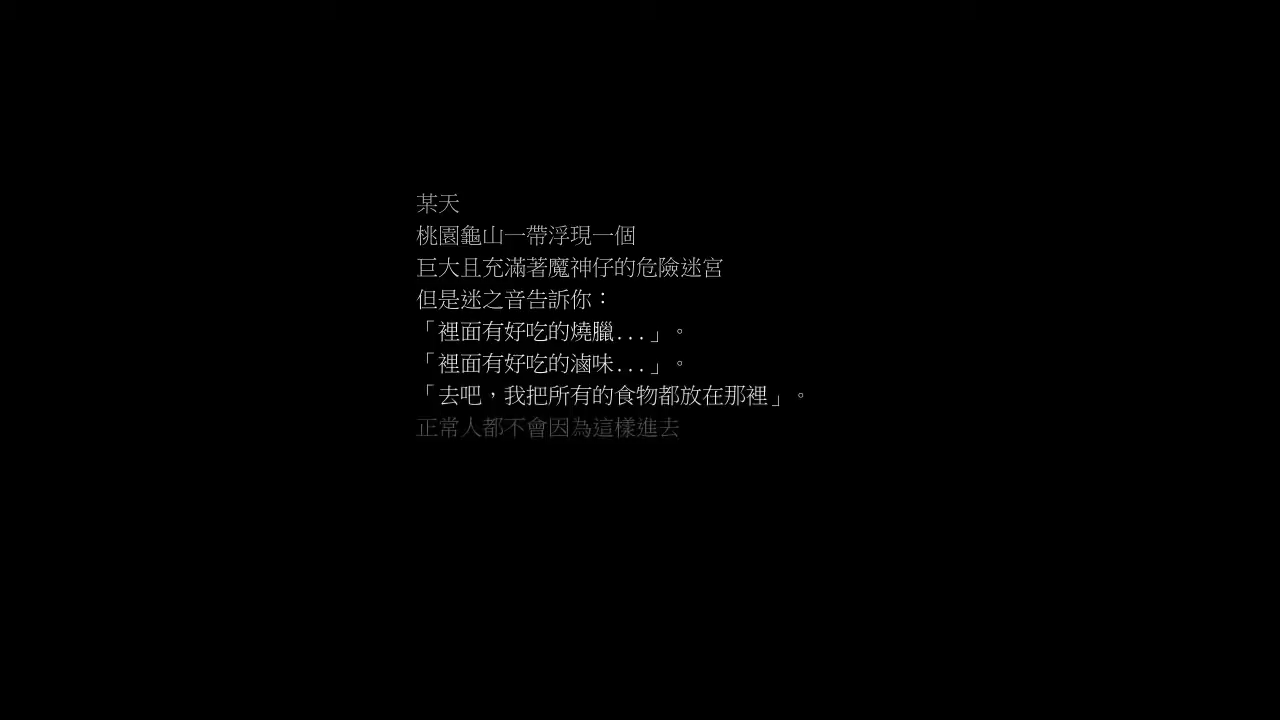 某天
桃園龜山一帶浮現一個
巨大且充滿著魔神仔的危險迷宮
但是迷之音告訴你：
「裡面有好吃的燒臘...」。
「裡面有好吃的滷味...」。
「去吧，我把所有的食物都放在那裡」。
正常人都不會因為這樣進去